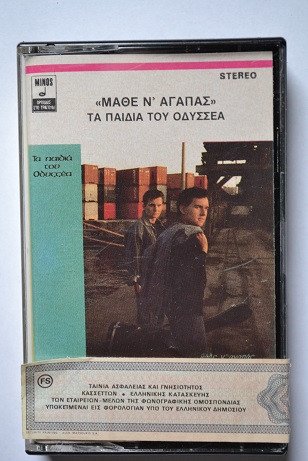 MINOS
STEREO
«ΜΑΘΕ Ν' ΑΓΑΠΑΣ»
ΤΑ ΠΑΙΔΙΑ ΤΟΥ ΟΔΥΣΣΕΑ
Τα παιδιά
του
Οδυσσέα
FS
ΤΑΙΝΙΑ ΑΣΦΑΛΕΙΑΣ ΚΑΙ ΓΝΗΣΙΟΤΗΤΟΣ
ΚΑΣΣΕΤΤΩΝ • ΕΛΛΗΝΙΚΗΣ ΚΑΤΑΣΚΕΥΗΣ
ΤΩΝ ΕΤΑΙΡΕΙΩΝ-ΜΕΛΩΝ ΤΗΣ ΦΩΝΟΓΡΑΦΙΚΗΣ ΟΜΟΣΠΟΝΔΙΑΣ
ΥΠΟΚΕΙΜΕΝΑΙ ΕΙΣ ΦΟΡΟΛΟΓΙΑΝ ΥΠΟ ΤΟΥ ΕΛΛΗΝΙΚΟΥ ΔΗΜΟΣΙΟΥ